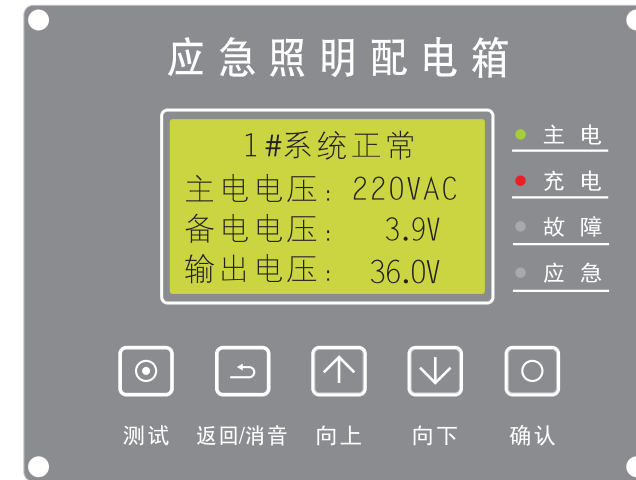 应急照明配电箱
1#系统正常
主电电压：220VAC
备电电压：3.9V
输出电压：36.0V
主电
充电
故障
应急
测试 返回/消音 向上 向下 确认